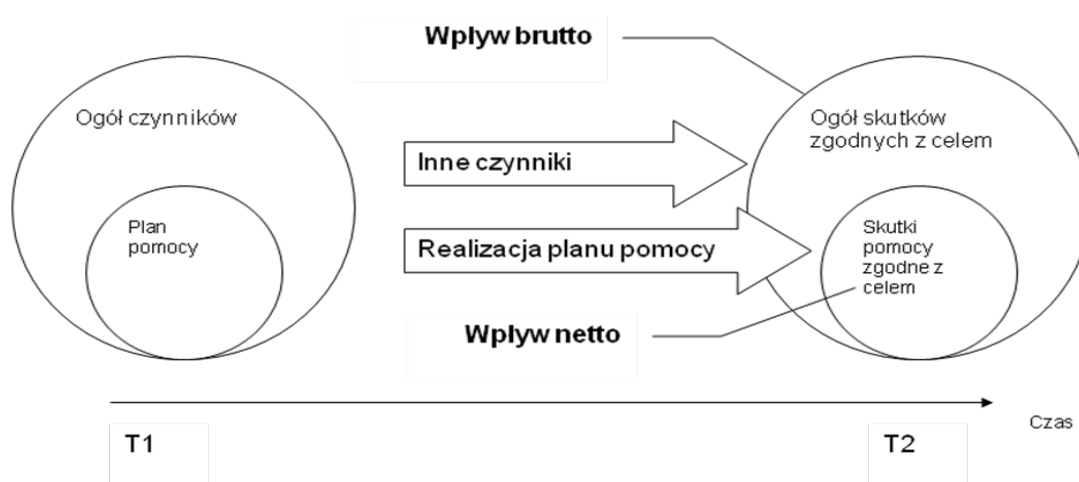 Wpływ brutto
Ogół czynników
Ogół skutków
zgodnych z celem
Inne czynniki
Plan
pomocy
Realizacja planu pomocy
Skutki
pomocy
zgodne z
celem
Wpływ netto
Czas
T1
T2